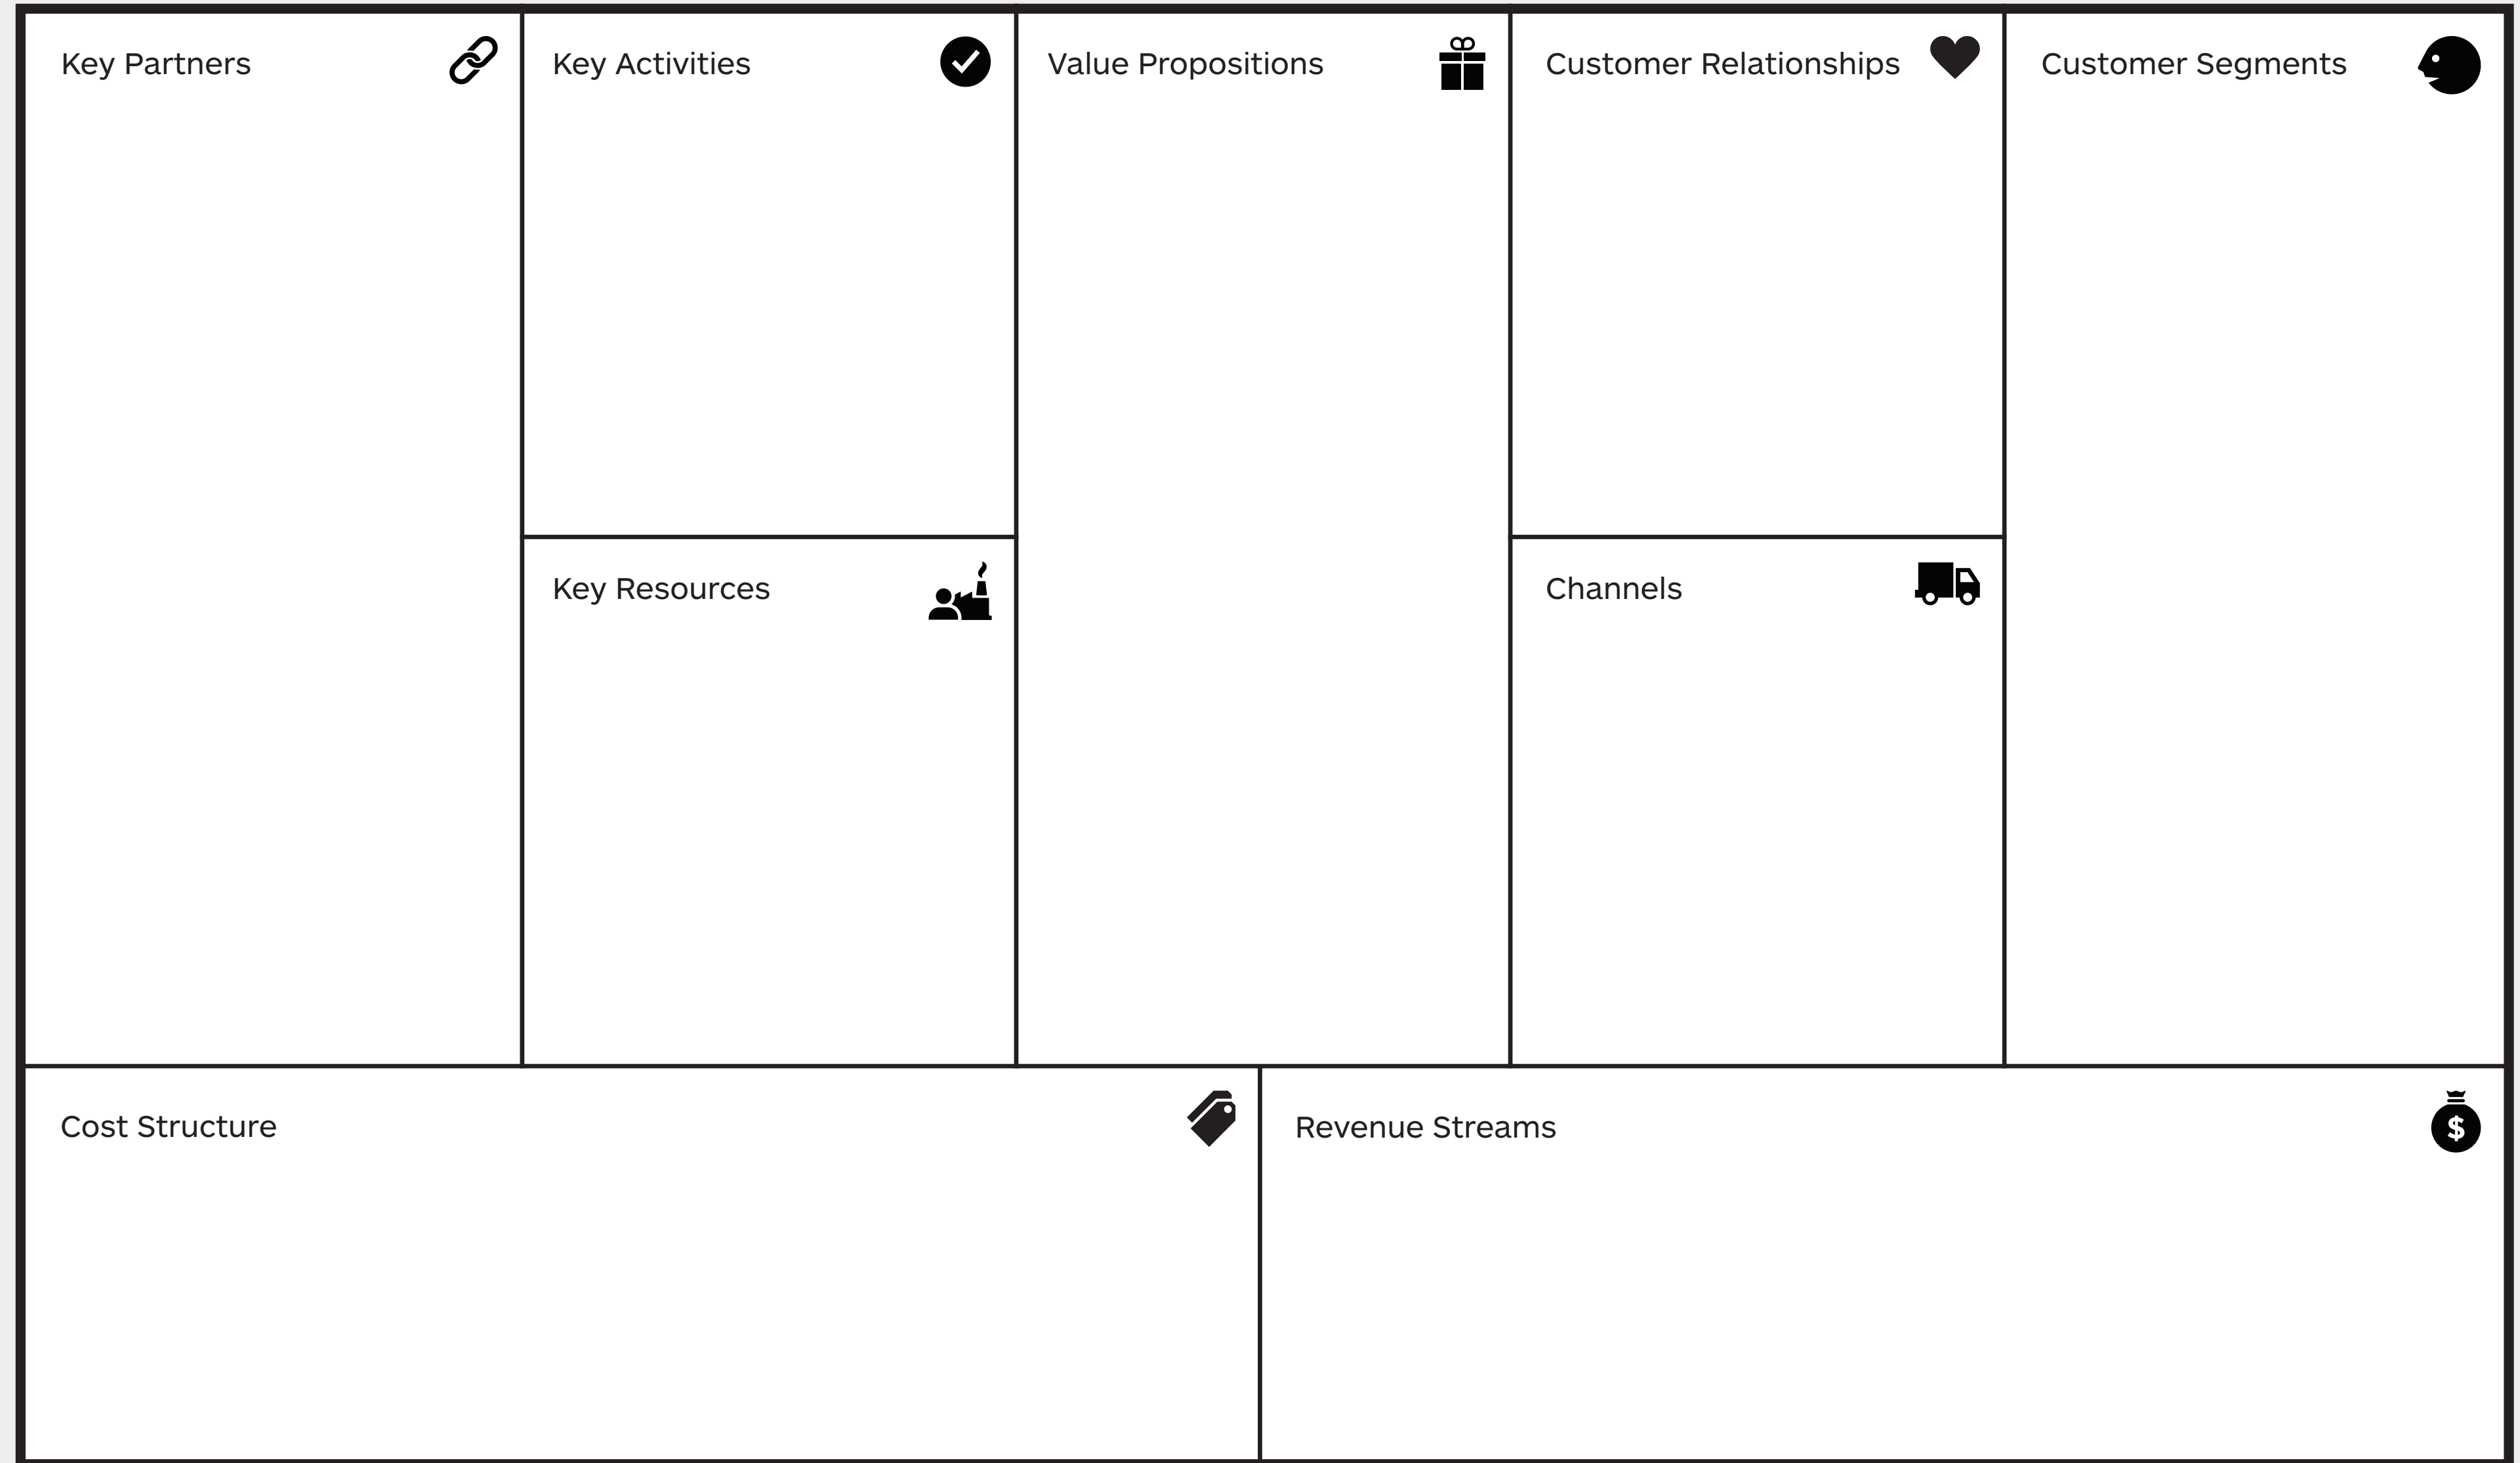 Key Partners
Key Activities
Value Propositions
Customer Relationships
Customer Segments
Key Resources
Channels
Cost Structure
Revenue Streams
$